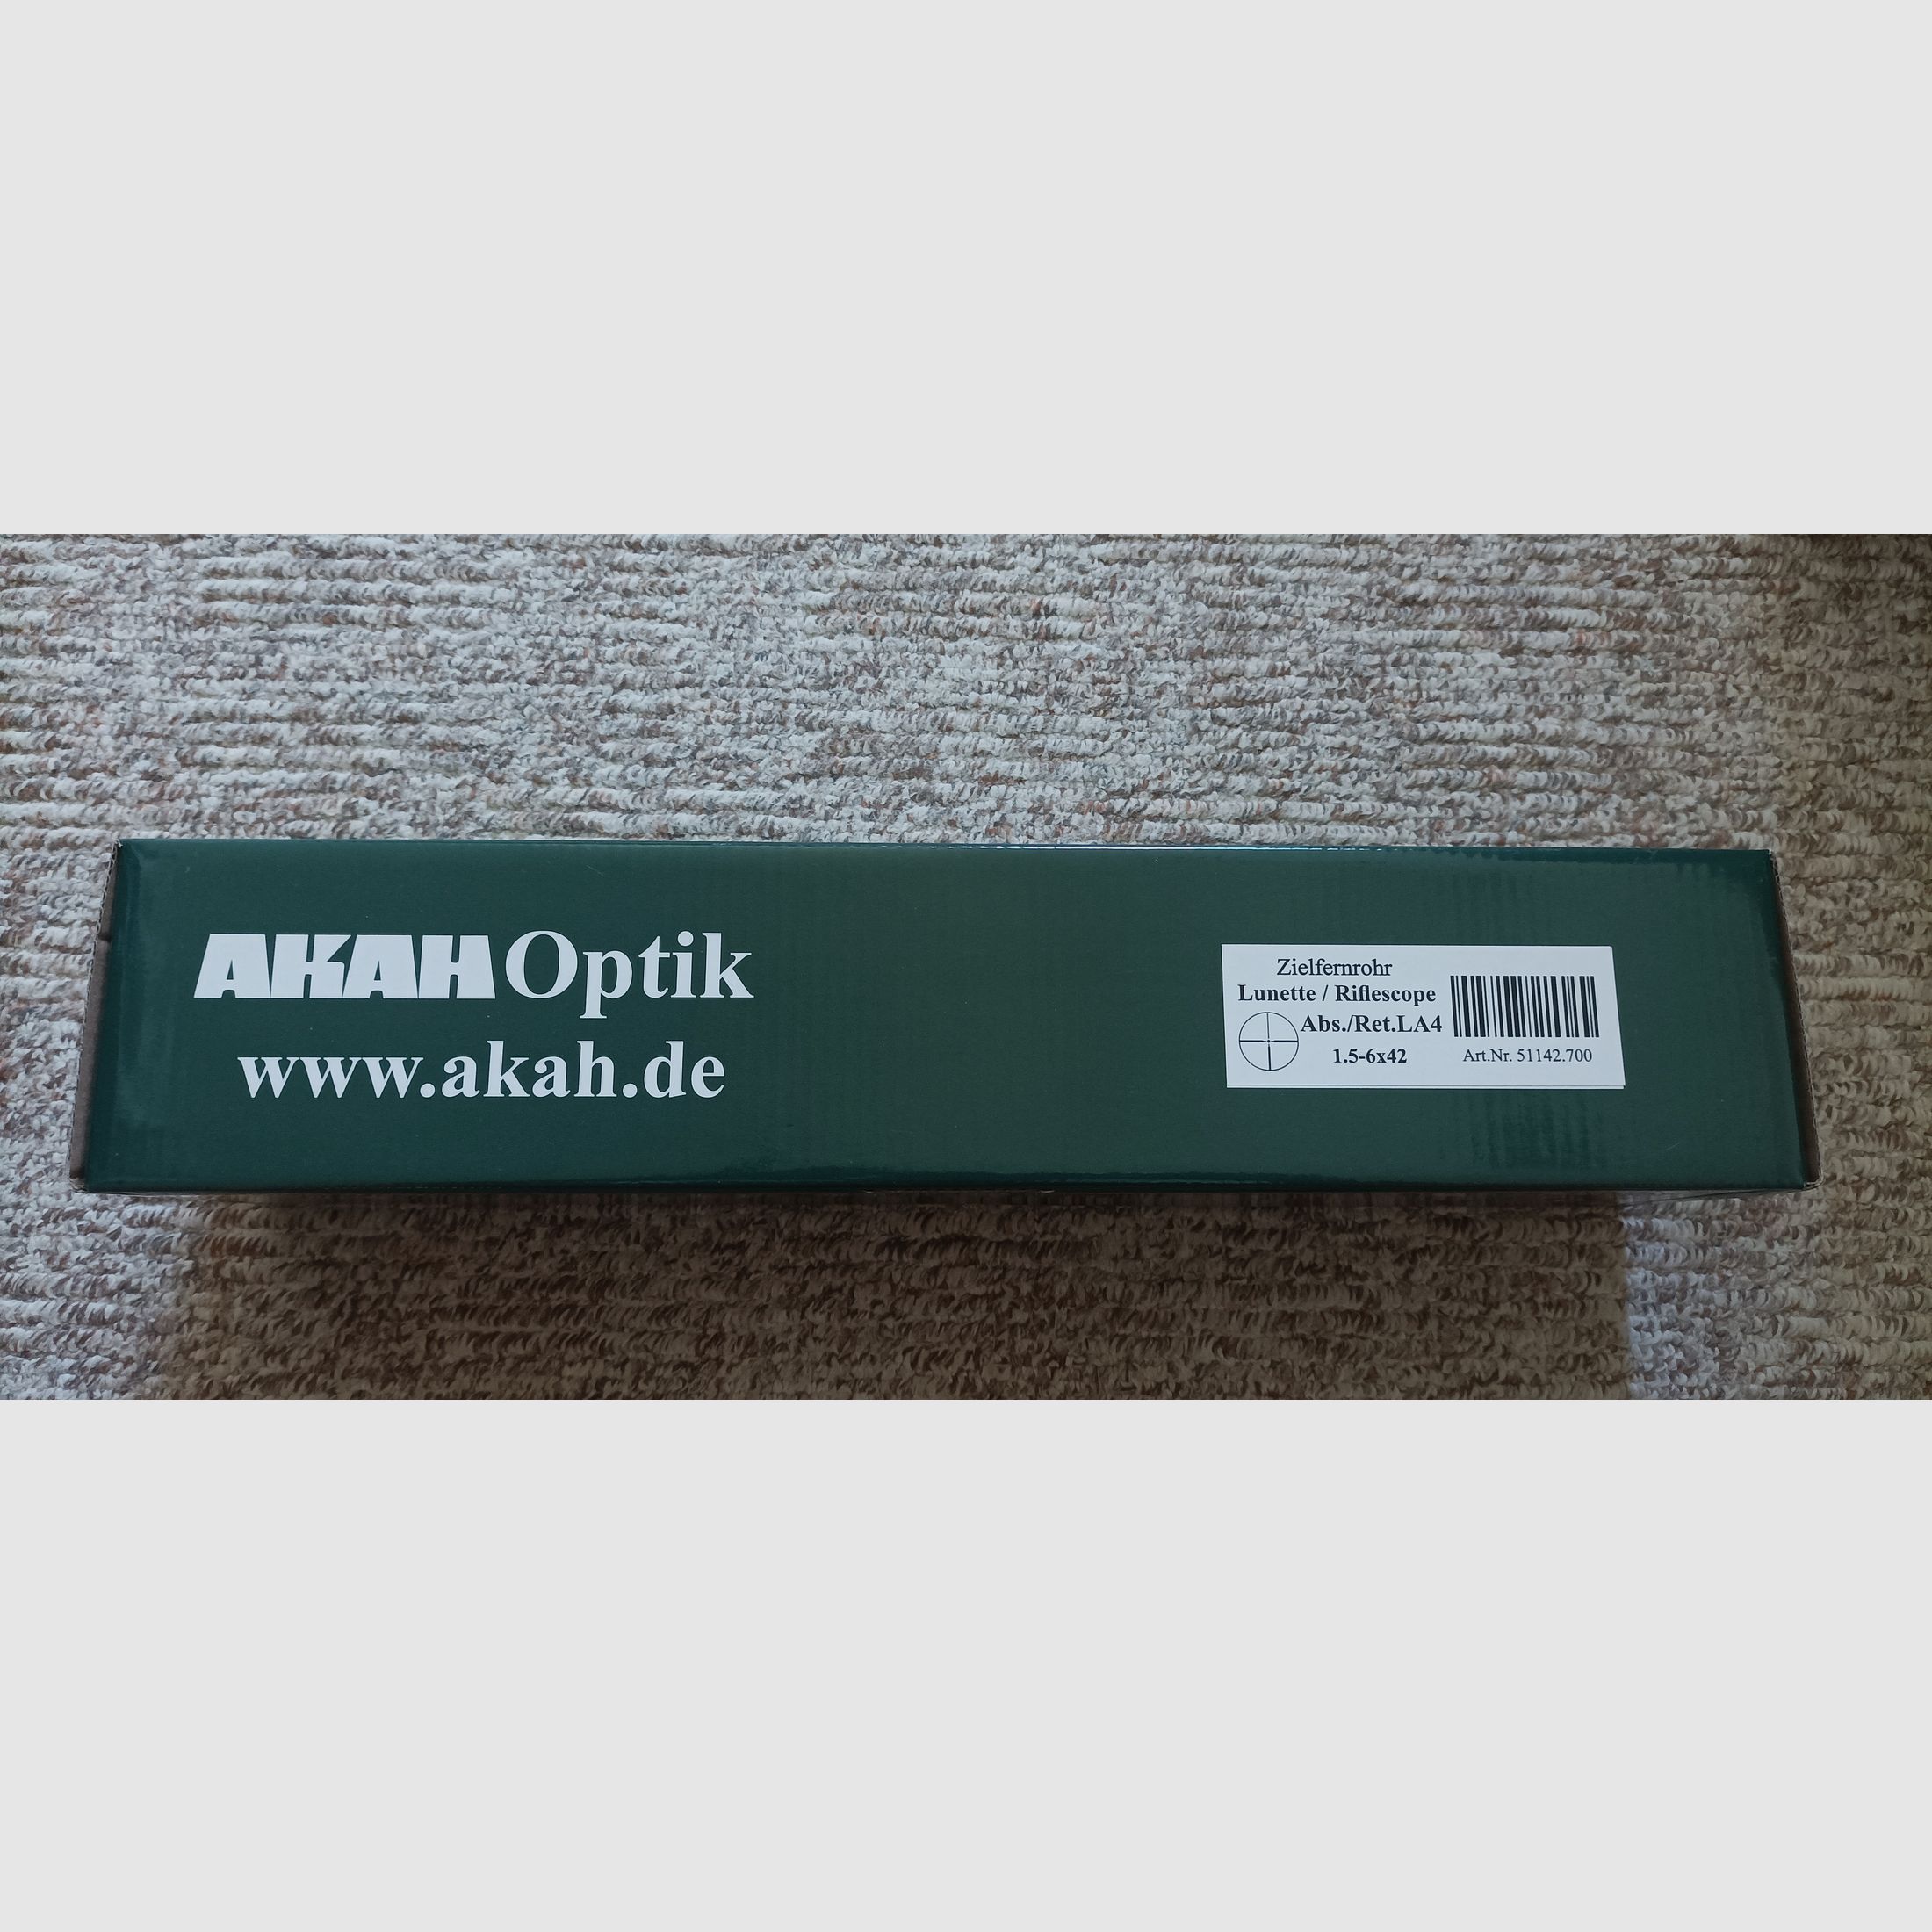 AKAH Optik
www.akah.de
Zielfernrohr
Lunette / Riflescope
Abs./Ret.LA4
1.5-6x42
Art.Nr. 51142.700